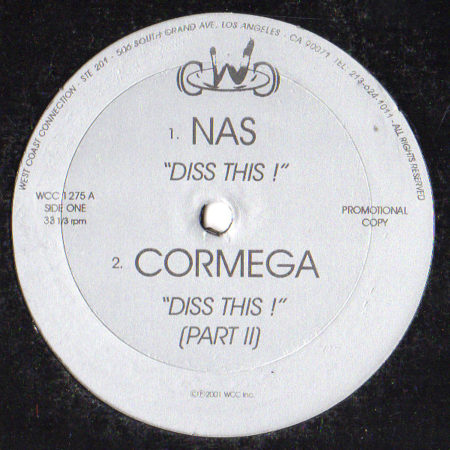 WEST COAST CONNECTION - STE 201 - 506 SOUTH GRAND AVE, LOS ANGELES - CA 90071 TEL: 213-624-1011 - ALL RIGHTS RESERVED
WCC
1. NAS
"DISS THIS !"
WCC 1275 A
SIDE ONE
33 1/3 rpm
PROMOTIONAL
COPY
2. CORMEGA
"DISS THIS !"
(PART II)
©℗2001 WCC Inc.